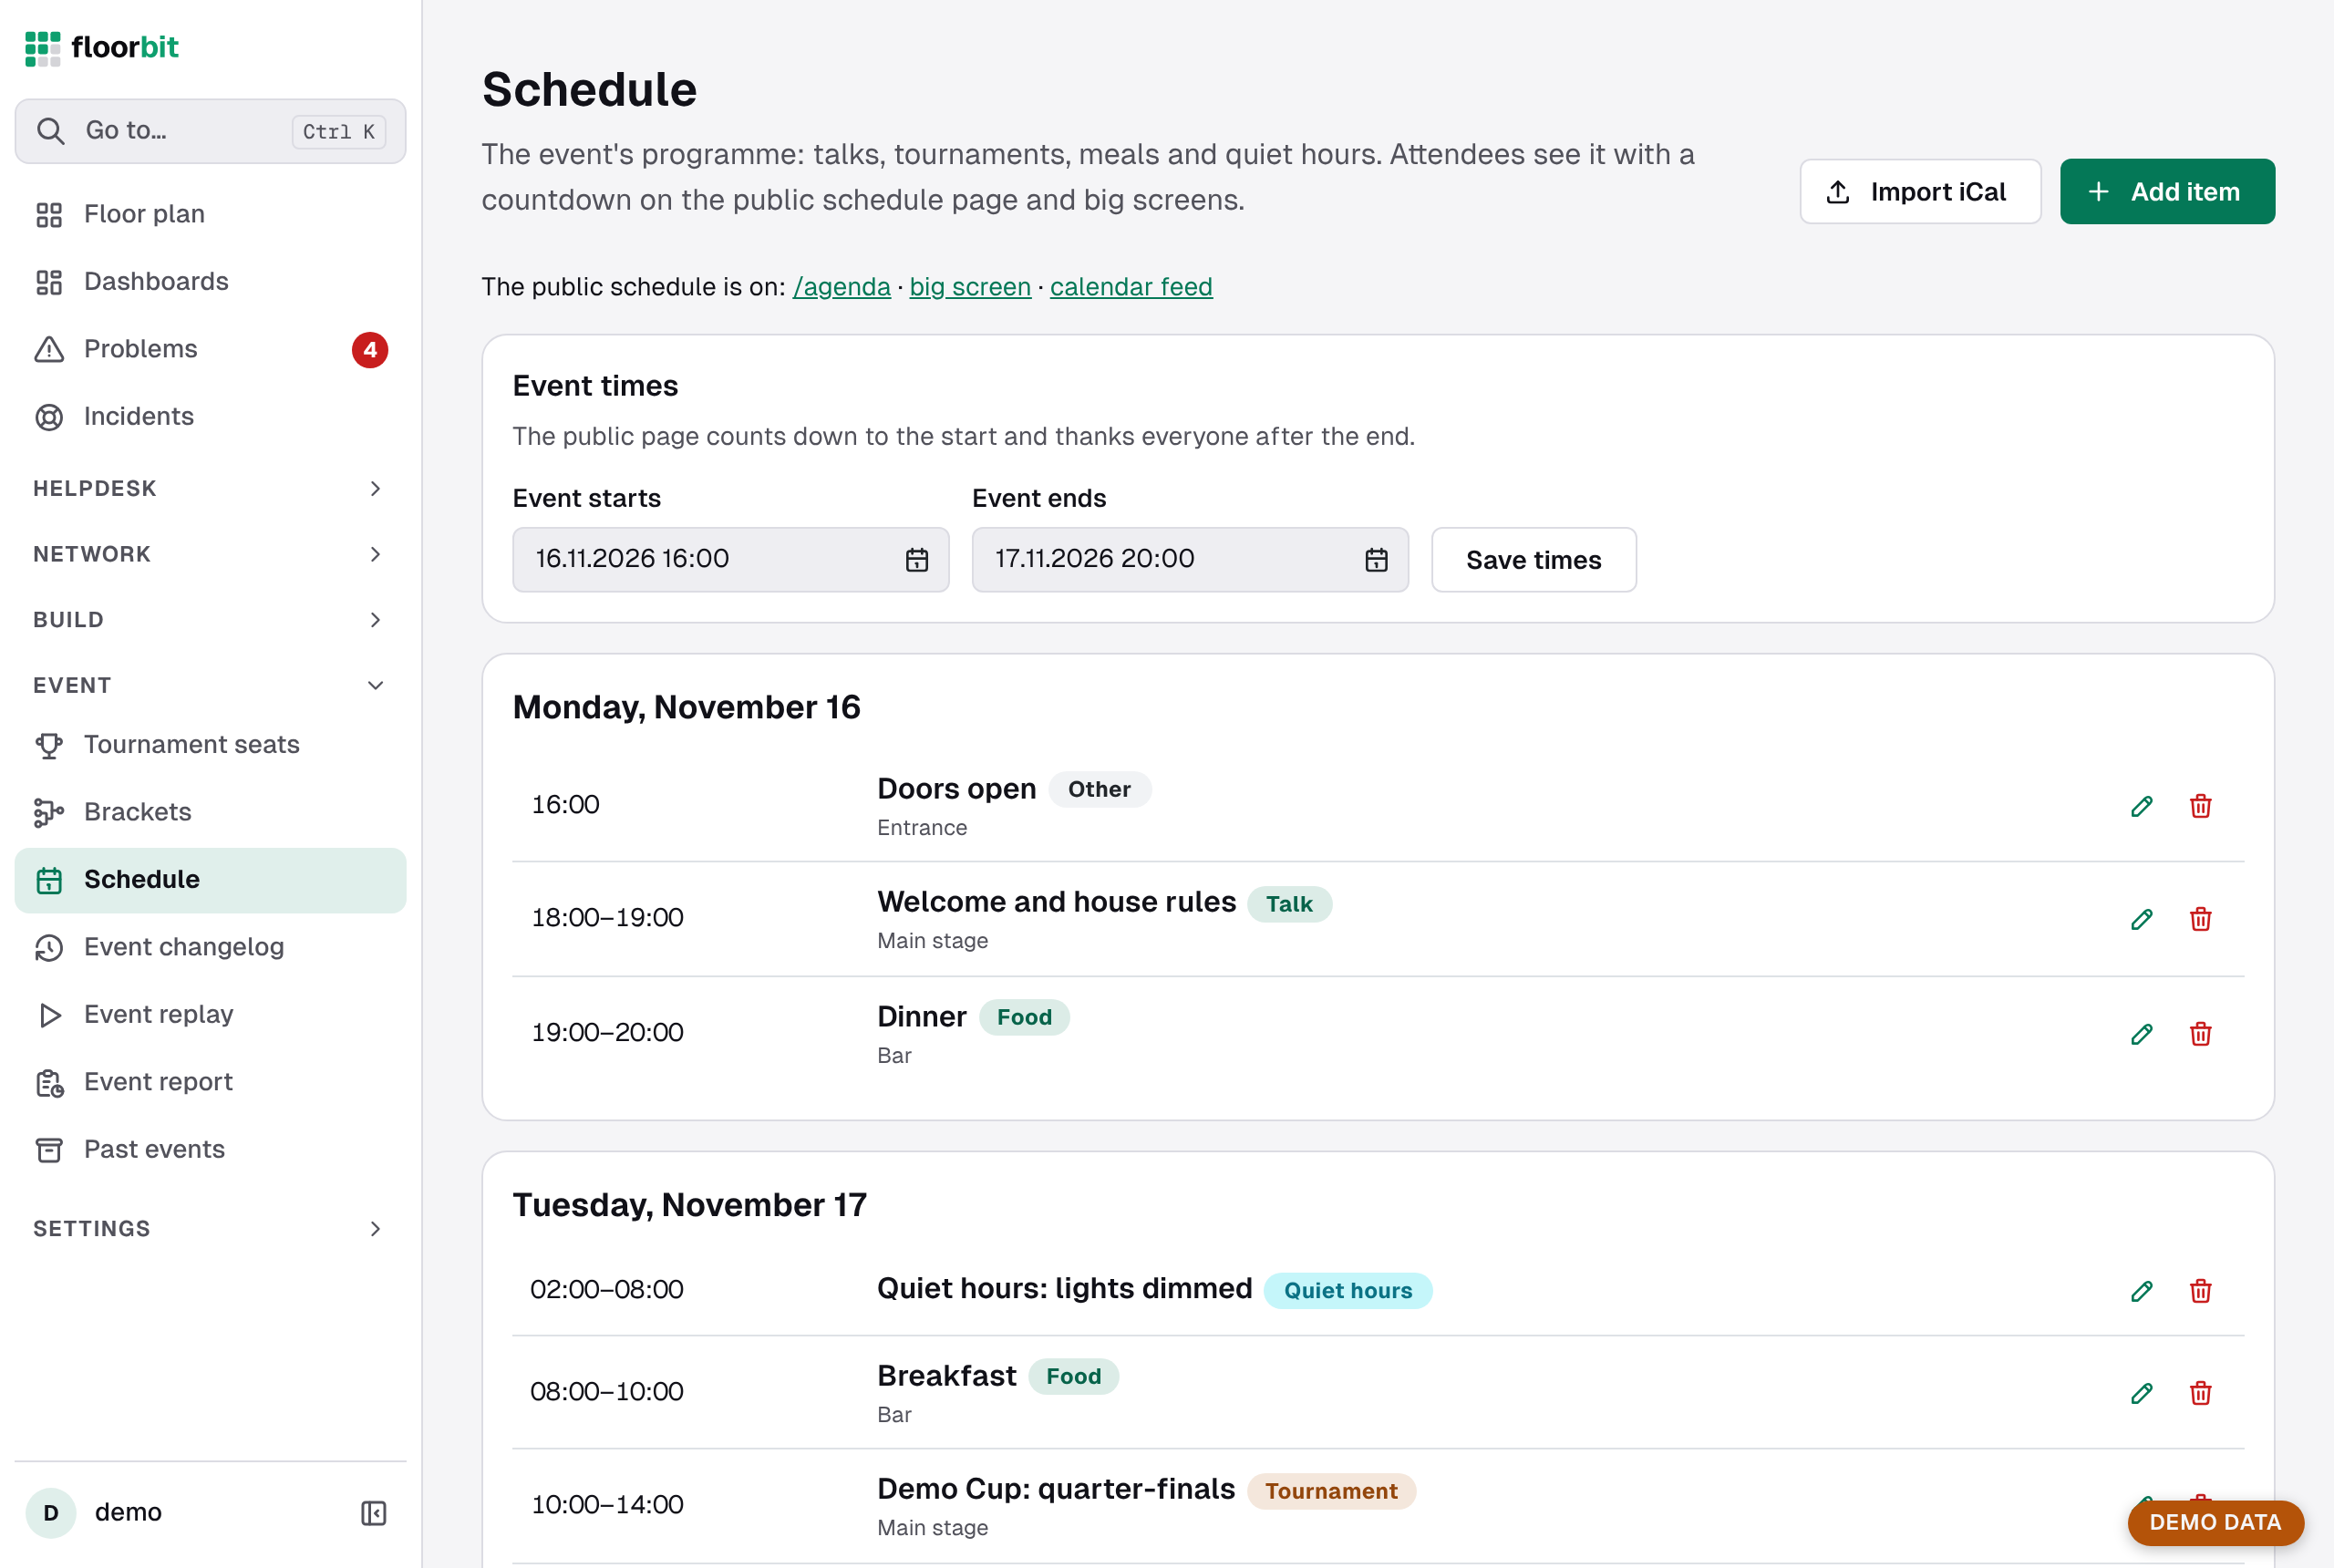 floorbit
Go to...
Ctrl K
Floor plan
Dashboards
Problems
4
Incidents
HELPDESK
NETWORK
BUILD
EVENT
Tournament seats
Brackets
Schedule
Event changelog
Event replay
Event report
Past events
SETTINGS
D
demo
Schedule
The event's programme: talks, tournaments, meals and quiet hours. Attendees see it with a
countdown on the public schedule page and big screens.
Import iCal
Add item
The public schedule is on: /agenda · big screen · calendar feed
Event times
The public page counts down to the start and thanks everyone after the end.
Event starts
Event ends
16.11.2026 16:00
17.11.2026 20:00
Save times
Monday, November 16
16:00
Doors open
Other
Entrance
18:00–19:00
Welcome and house rules
Talk
Main stage
19:00–20:00
Dinner
Food
Bar
Tuesday, November 17
02:00–08:00
Quiet hours: lights dimmed
Quiet hours
08:00–10:00
Breakfast
Food
Bar
10:00–14:00
Demo Cup: quarter-finals
Tournament
Main stage
DEMO DATA